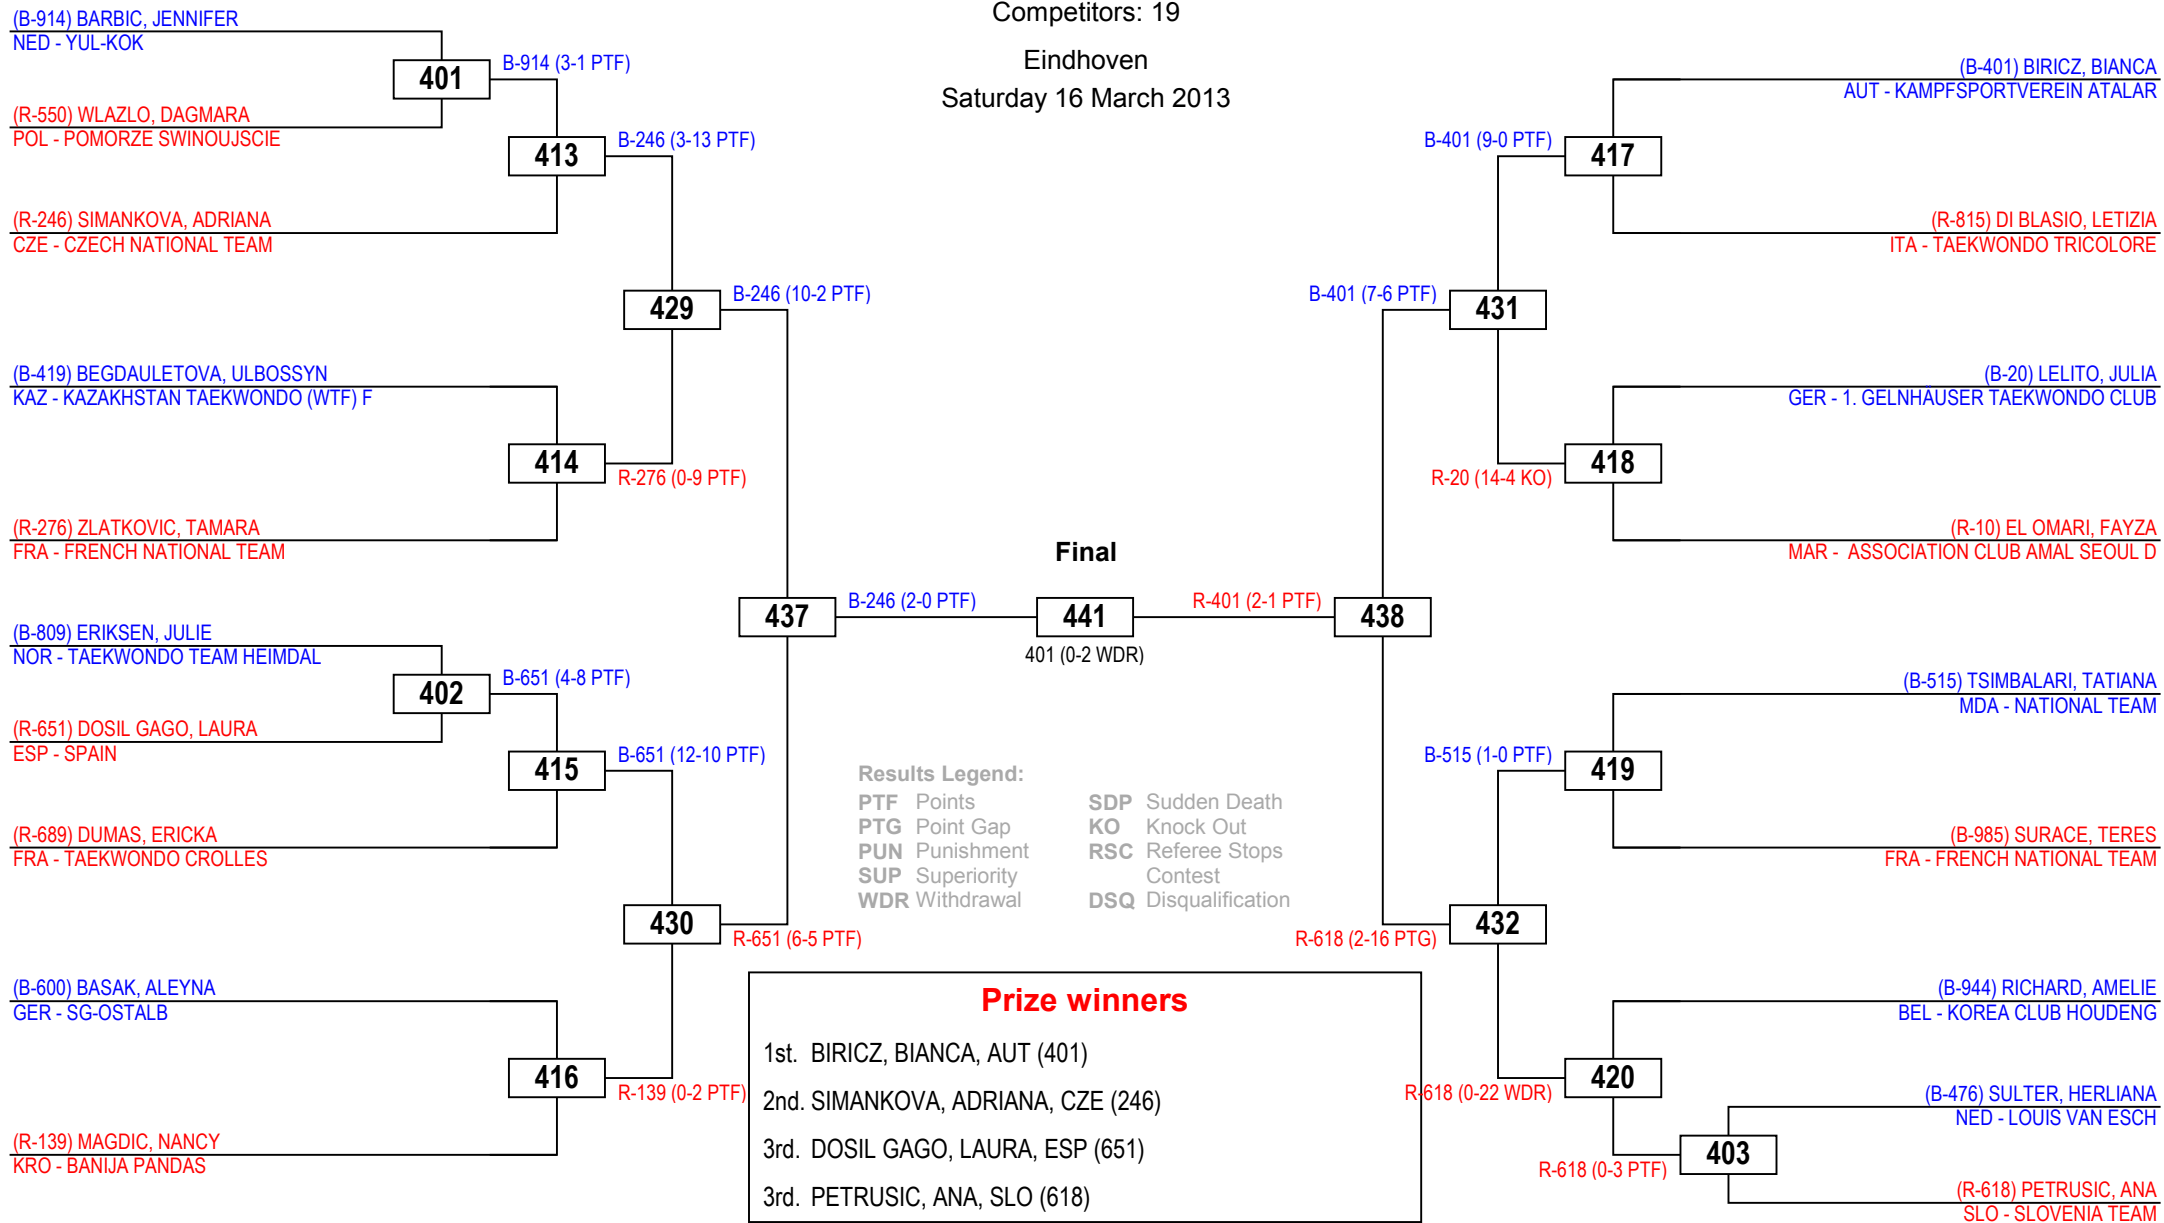 Competitors: 19
Eindhoven
Saturday 16 March 2013
(B-914) BARBIC, JENNIFER
NED - YUL-KOK
401
B-914 (3-1 PTF)
(R-550) WLAZLO, DAGMARA
POL - POMORZE SWINOUJSCIE
413
B-246 (3-13 PTF)
(R-246) SIMANKOVA, ADRIANA
CZE - CZECH NATIONAL TEAM
429
B-246 (10-2 PTF)
(B-419) BEGDAULETOVA, ULBOSSYN
KAZ - KAZAKHSTAN TAEKWONDO (WTF) F
414
R-276 (0-9 PTF)
(R-276) ZLATKOVIC, TAMARA
FRA - FRENCH NATIONAL TEAM
437
B-246 (2-0 PTF)
(B-809) ERIKSEN, JULIE
NOR - TAEKWONDO TEAM HEIMDAL
402
B-651 (4-8 PTF)
(R-651) DOSIL GAGO, LAURA
ESP - SPAIN
415
B-651 (12-10 PTF)
(R-689) DUMAS, ERICKA
FRA - TAEKWONDO CROLLES
430
R-651 (6-5 PTF)
(B-600) BASAK, ALEYNA
GER - SG-OSTALB
416
R-139 (0-2 PTF)
(R-139) MAGDIC, NANCY
KRO - BANIJA PANDAS
Final
441
401 (0-2 WDR)
(B-401) BIRICZ, BIANCA
AUT - KAMPFSPORTVEREIN ATALAR
B-401 (9-0 PTF)
417
(R-815) DI BLASIO, LETIZIA
ITA - TAEKWONDO TRICOLORE
B-401 (7-6 PTF)
431
(B-20) LELITO, JULIA
GER - 1. GELNHAUSER TAEKWONDO CLUB
R-20 (14-4 KO)
418
(R-10) EL OMARI, FAYZA
MAR - ASSOCIATION CLUB AMAL SEOUL D
R-401 (2-1 PTF)
438
(B-515) TSIMBALARI, TATIANA
MDA - NATIONAL TEAM
B-515 (1-0 PTF)
419
(B-985) SURACE, TERES
FRA - FRENCH NATIONAL TEAM
R-618 (2-16 PTG)
432
(B-944) RICHARD, AMELIE
BEL - KOREA CLUB HOUDENG
R-618 (0-22 WDR)
420
(B-476) SULTER, HERLIANA
NED - LOUIS VAN ESCH
R-618 (0-3 PTF)
403
(R-618) PETRUSIC, ANA
SLO - SLOVENIA TEAM
Results Legend:
PTF Points
PTG Point Gap
PUN Punishment
SUP Superiority
WDR Withdrawal
SDP Sudden Death
KO Knock Out
RSC Referee Stops
Contest
DSQ Disqualification
Prize winners
1st. BIRICZ, BIANCA, AUT (401)
2nd. SIMANKOVA, ADRIANA, CZE (246)
3rd. DOSIL GAGO, LAURA, ESP (651)
3rd. PETRUSIC, ANA, SLO (618)